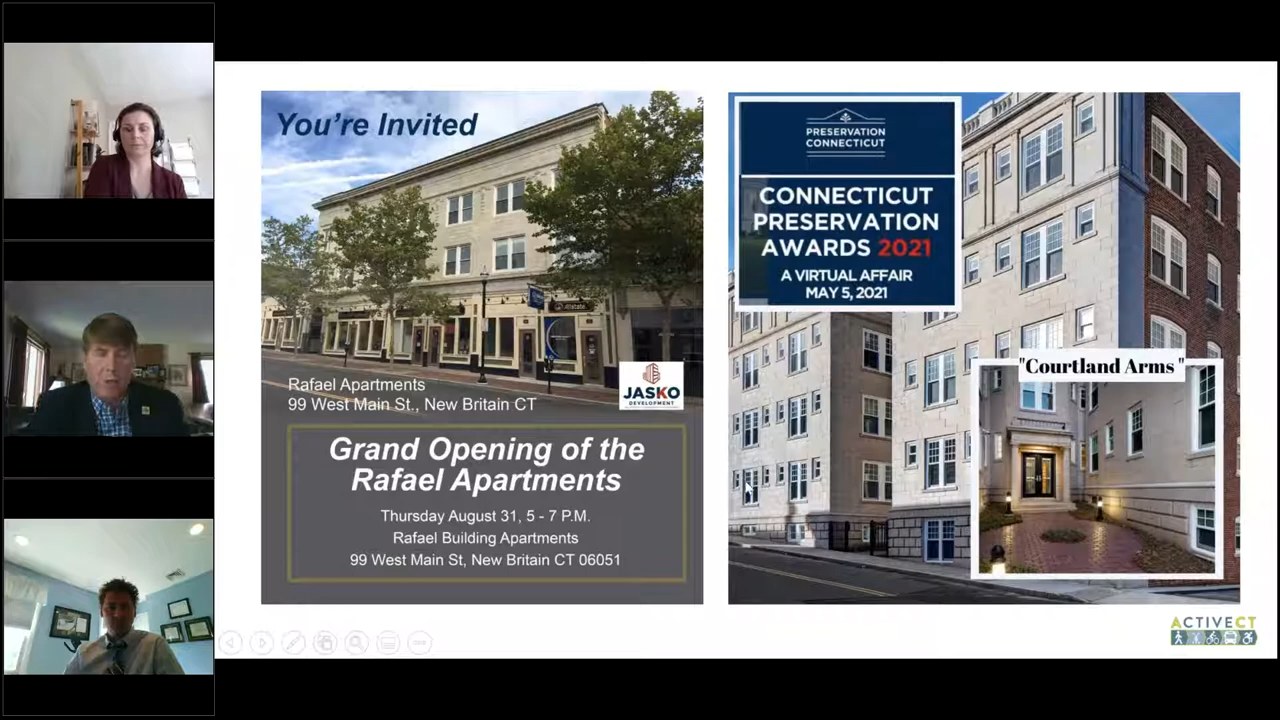 You're Invited
Rafael Apartments
99 West Main St., New Britain CT
JASKO
DEVELOPMENT
Grand Opening of the
Rafael Apartments
Thursday August 31, 5 - 7 P.M.
Rafael Building Apartments
99 West Main St, New Britain CT 06051
PRESERVATION
CONNECTICUT
CONNECTICUT
PRESERVATION
AWARDS 2021
A VIRTUAL AFFAIR
MAY 5, 2021
"Courtland Arms"
ACTIVECT